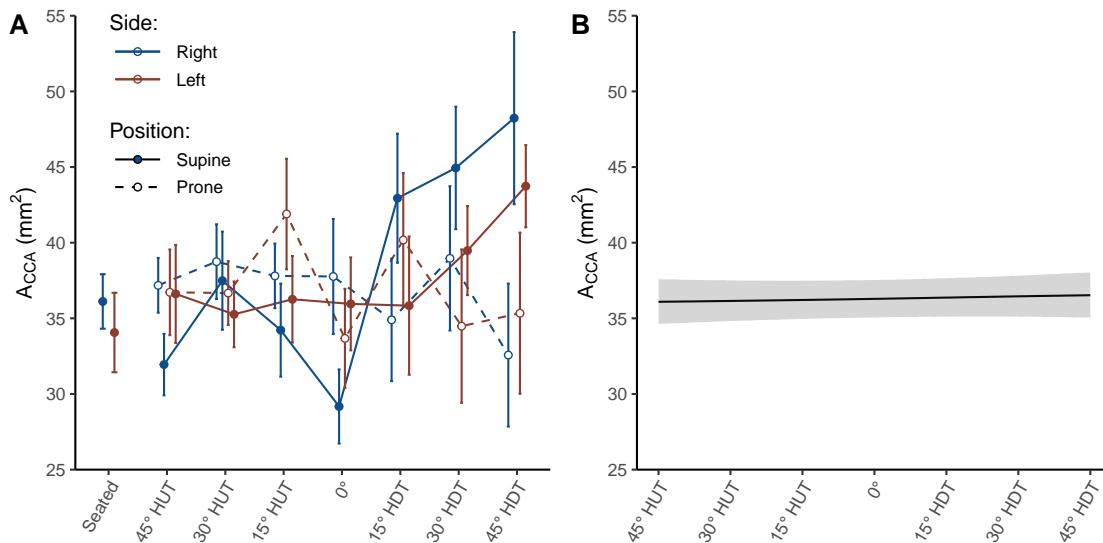 A
Side:
Right
Left
Position:
Supine
Prone
A_CCA (mm²)
55
50
45
40
35
30
25
Seated
45° HUT
30° HUT
15° HUT
0°
15° HDT
30° HDT
45° HDT
B
A_CCA (mm²)
55
50
45
40
35
30
25
45° HUT
30° HUT
15° HUT
0°
15° HDT
30° HDT
45° HDT